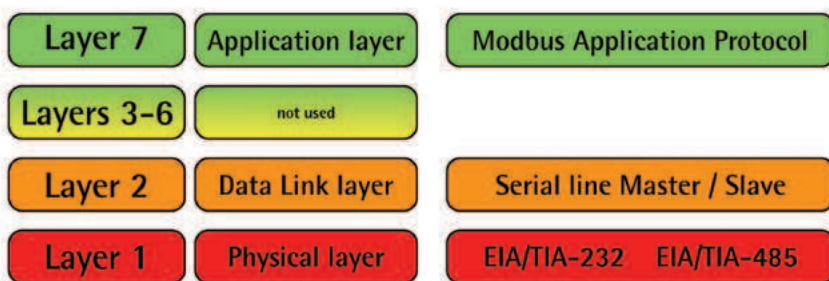 Layer 7 Application layer Modbus Application Protocol
Layers 3-6 not used
Layer 2 Data Link layer Serial line Master / Slave
Layer 1 Physical layer EIA/TIA-232 EIA/TIA-485